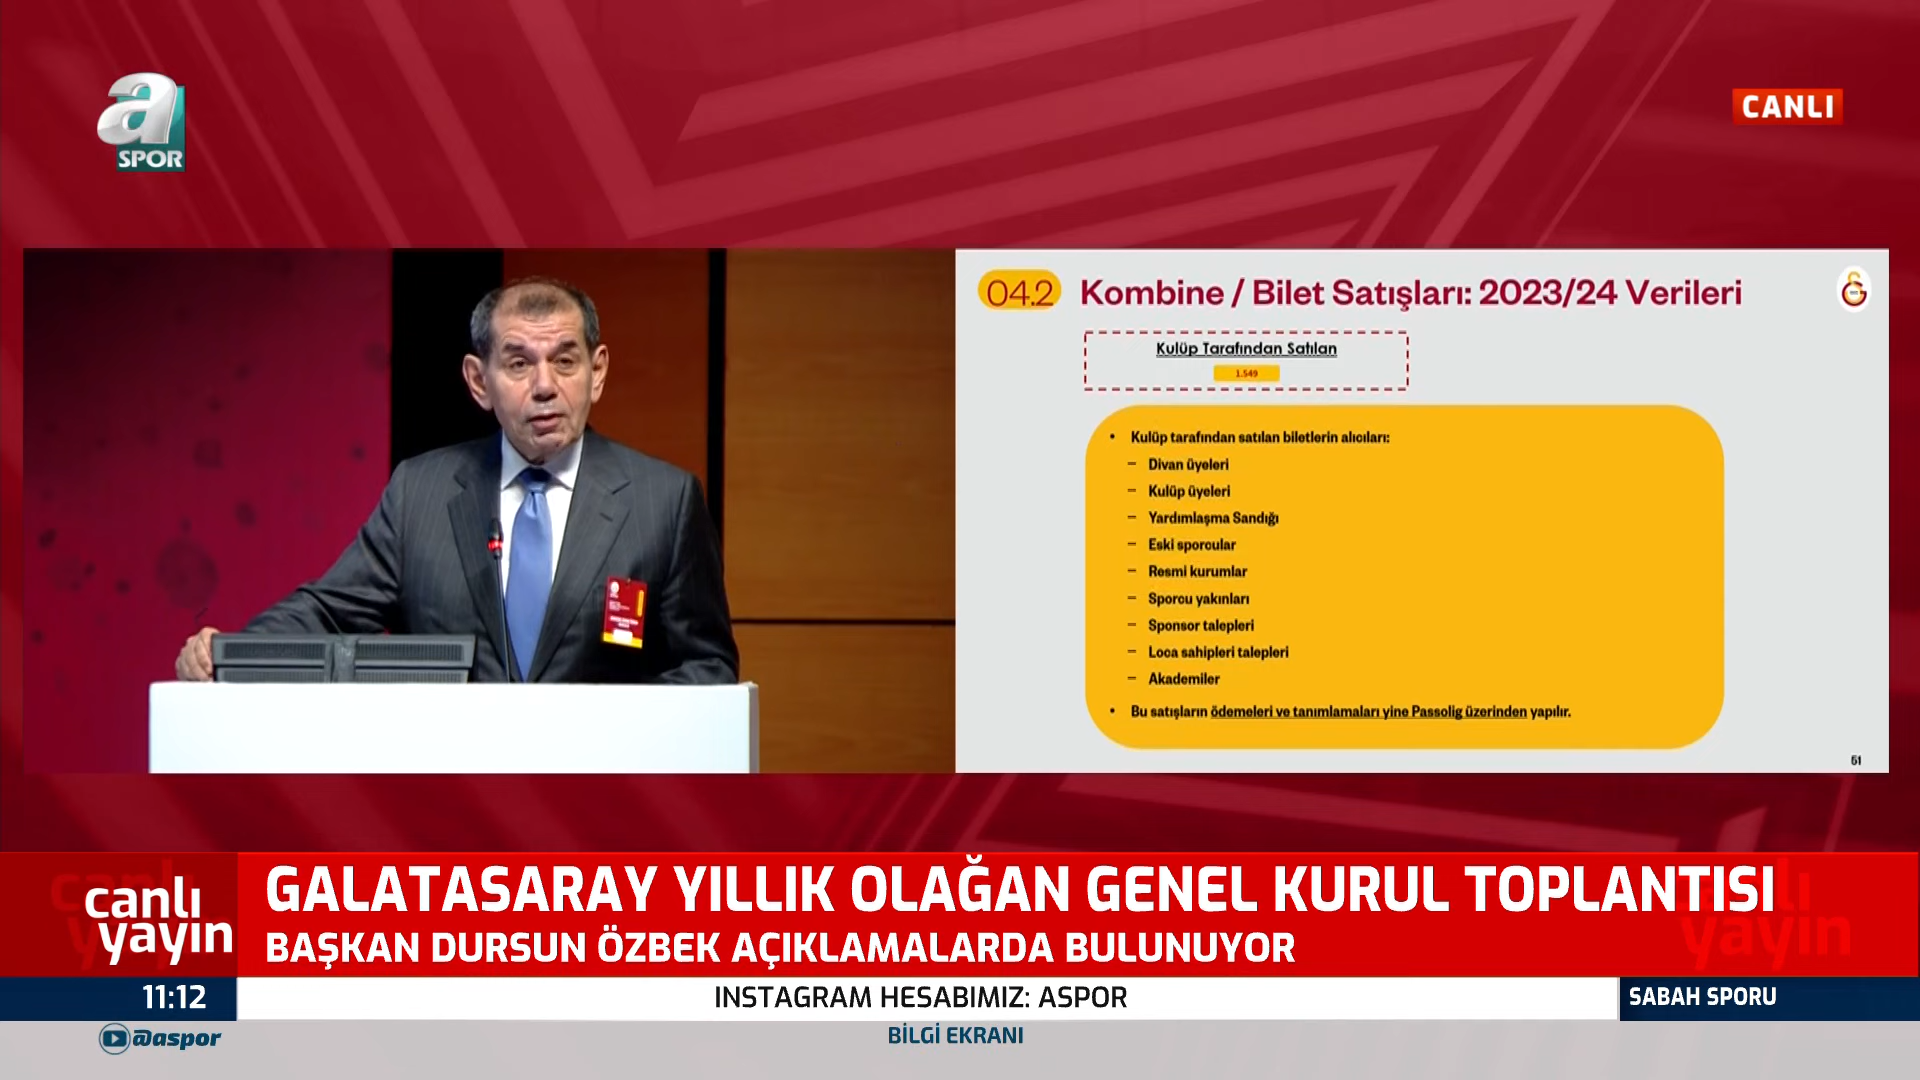 a
SPOR
CANLI
04.2 Kombine / Bilet Satışları: 2023/24 Verileri
Kulüp Tarafından Satılan
1.549
• Kulüp tarafından satılan biletlerin alıcıları:
– Divan üyeleri
– Kulüp üyeleri
– Yardımlaşma Sandığı
– Eski sporcular
– Resmi kurumlar
– Sporcu yakınları
– Sponsor talepleri
– Loca sahipleri talepleri
– Akademiler
• Bu satışların ödemeleri ve tanımlamaları yine Passolig üzerinden yapılır.
51
canlı
yayın
GALATASARAY YILLIK OLAĞAN GENEL KURUL TOPLANTISI
BAŞKAN DURSUN ÖZBEK AÇIKLAMALARDA BULUNUYOR
11:12
INSTAGRAM HESABIMIZ: ASPOR
SABAH SPORU
@aspor
BİLGİ EKRANI